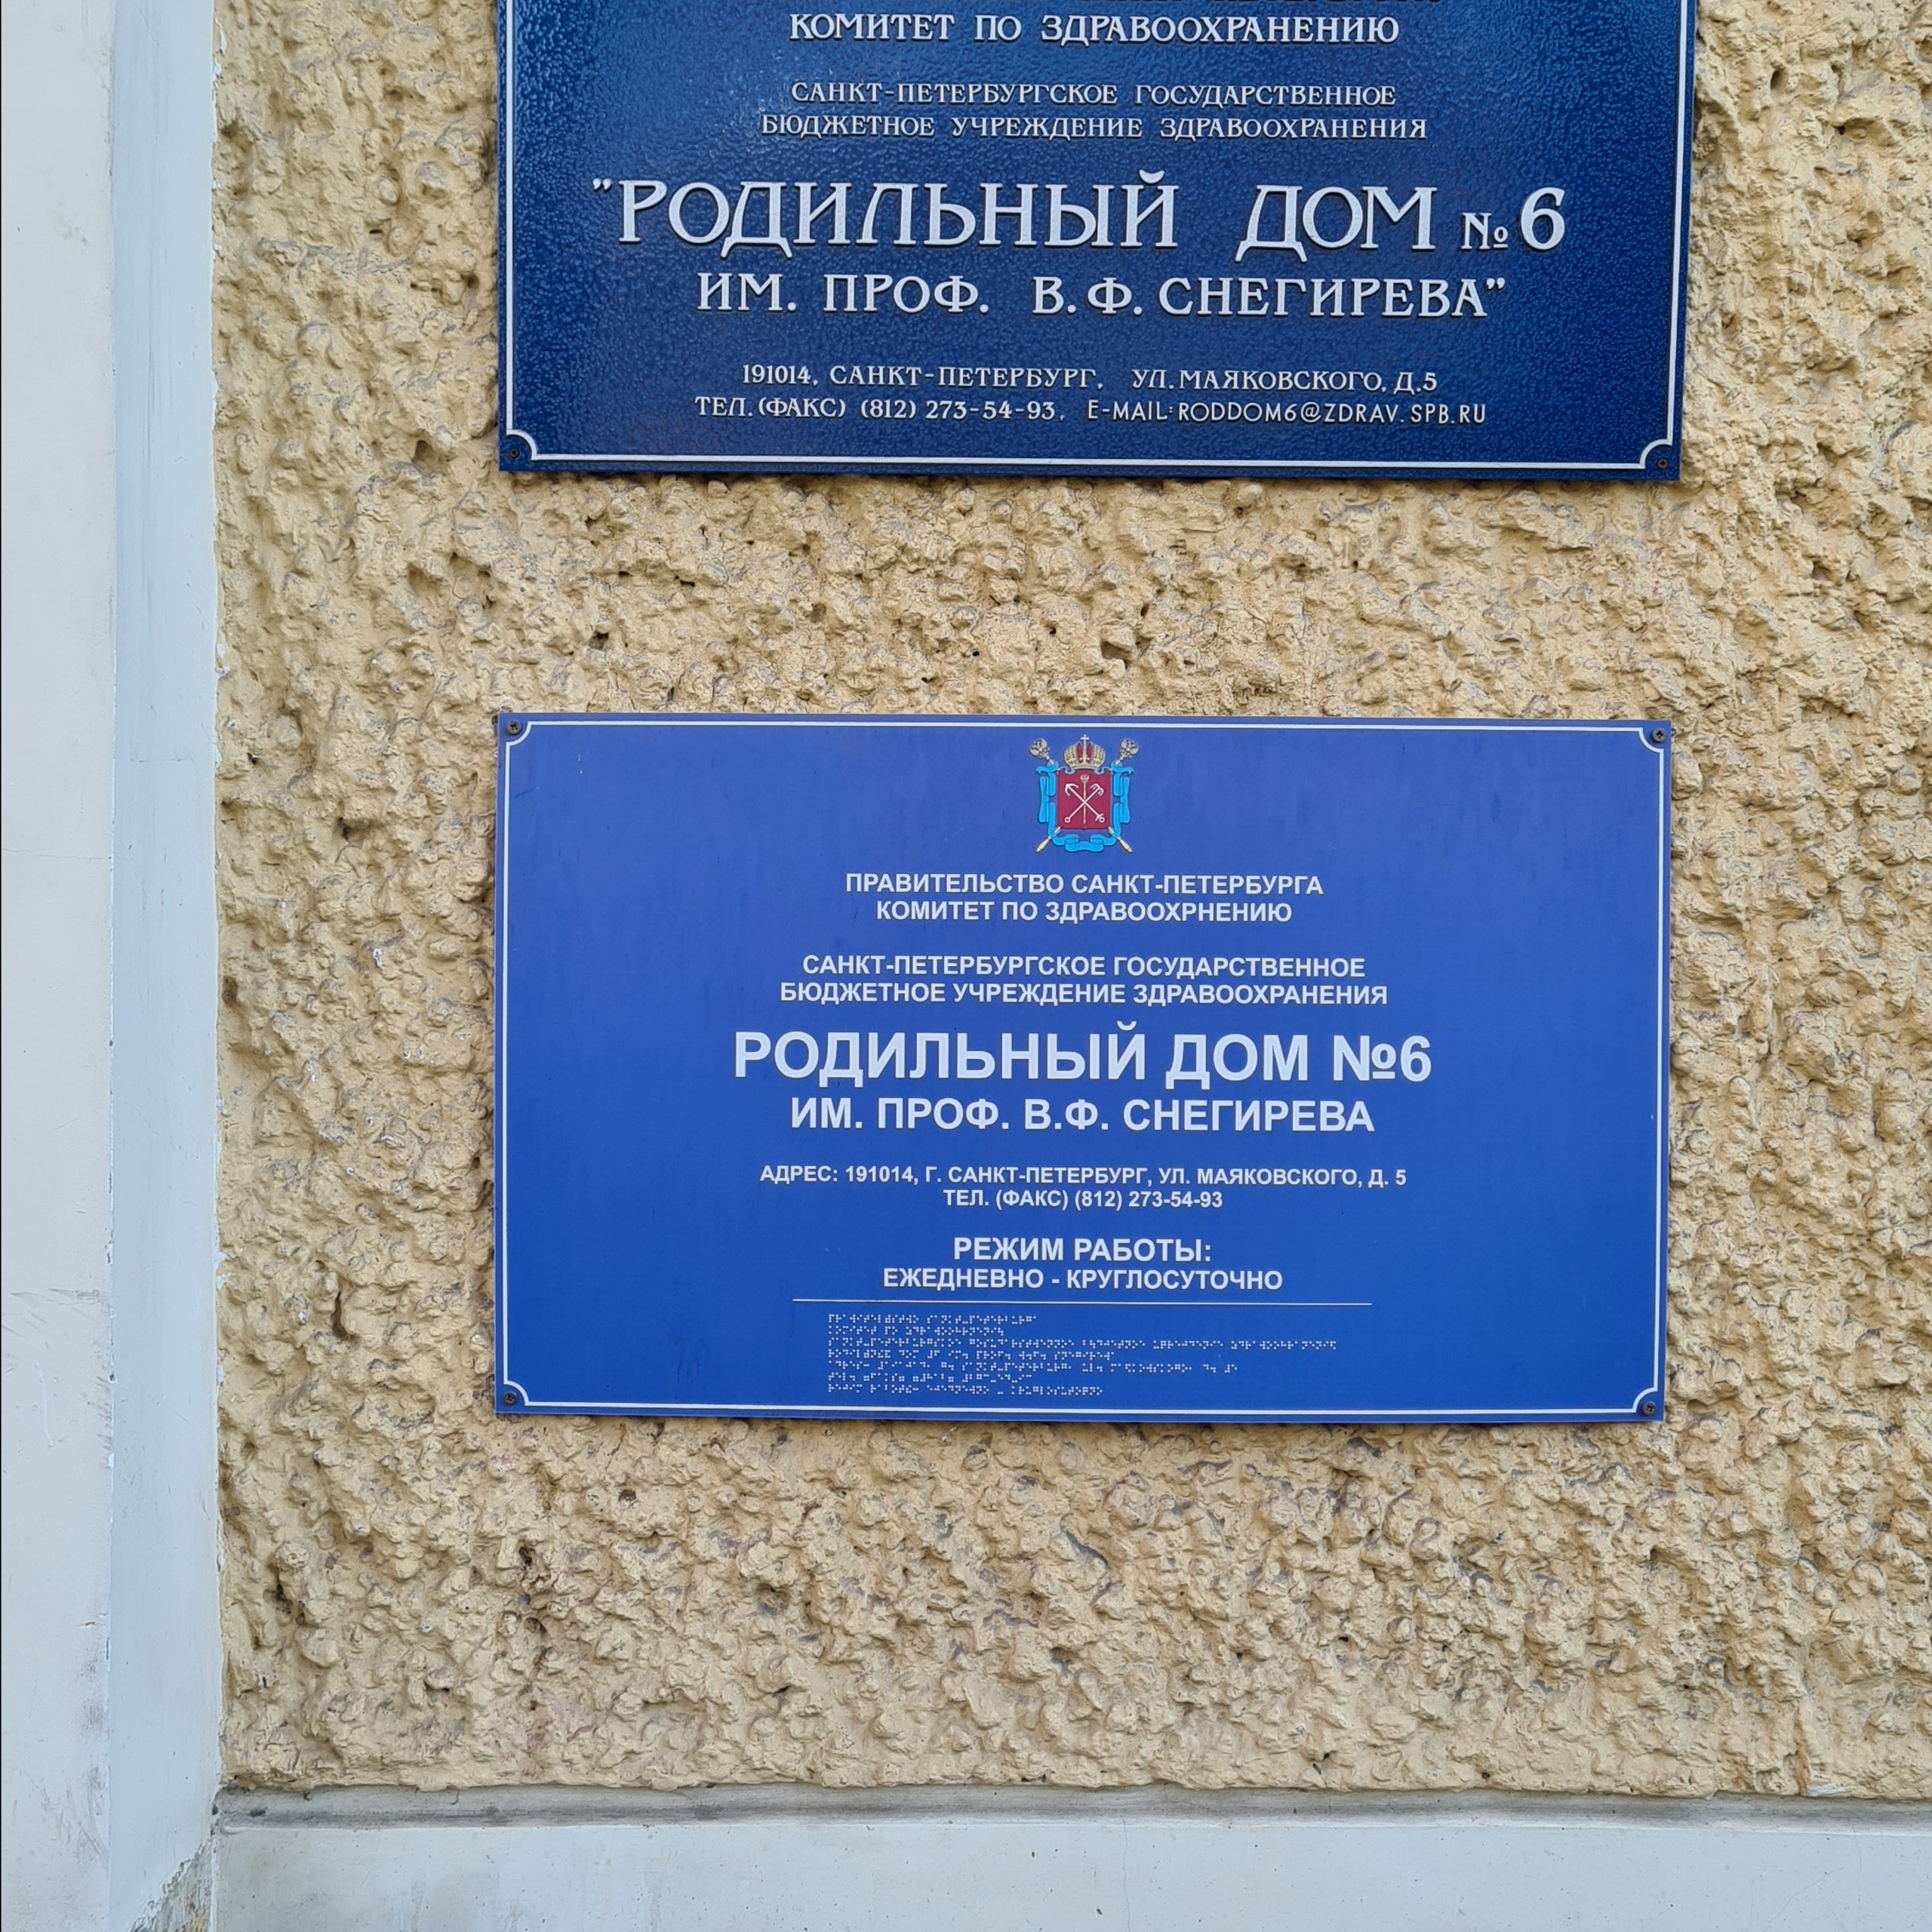 КОМИТЕТ ПО ЗДРАВООХРАНЕНИЮ
САНКТ-ПЕТЕРБУРГСКОЕ ГОСУДАРСТВЕННОЕ
БЮДЖЕТНОЕ УЧРЕЖДЕНИЕ ЗДРАВООХРАНЕНИЯ
"РОДИЛЬНЫЙ ДОМ №6
ИМ. ПРОФ. В.Ф. СНЕГИРЕВА"
191014, САНКТ-ПЕТЕРБУРГ, УЛ. МАЯКОВСКОГО, Д.5
ТЕЛ. (ФАКС) (812) 273-54-93, E-MAIL: RODDOM6@ZDRAV.SPB.RU
ПРАВИТЕЛЬСТВО САНКТ-ПЕТЕРБУРГА
КОМИТЕТ ПО ЗДРАВООХРНЕНИЮ
САНКТ-ПЕТЕРБУРГСКОЕ ГОСУДАРСТВЕННОЕ
БЮДЖЕТНОЕ УЧРЕЖДЕНИЕ ЗДРАВООХРАНЕНИЯ
РОДИЛЬНЫЙ ДОМ №6
ИМ. ПРОФ. В.Ф. СНЕГИРЕВА
АДРЕС: 191014, Г. САНКТ-ПЕТЕРБУРГ, УЛ. МАЯКОВСКОГО, Д. 5
ТЕЛ. (ФАКС) (812) 273-54-93
РЕЖИМ РАБОТЫ:
ЕЖЕДНЕВНО - КРУГЛОСУТОЧНО